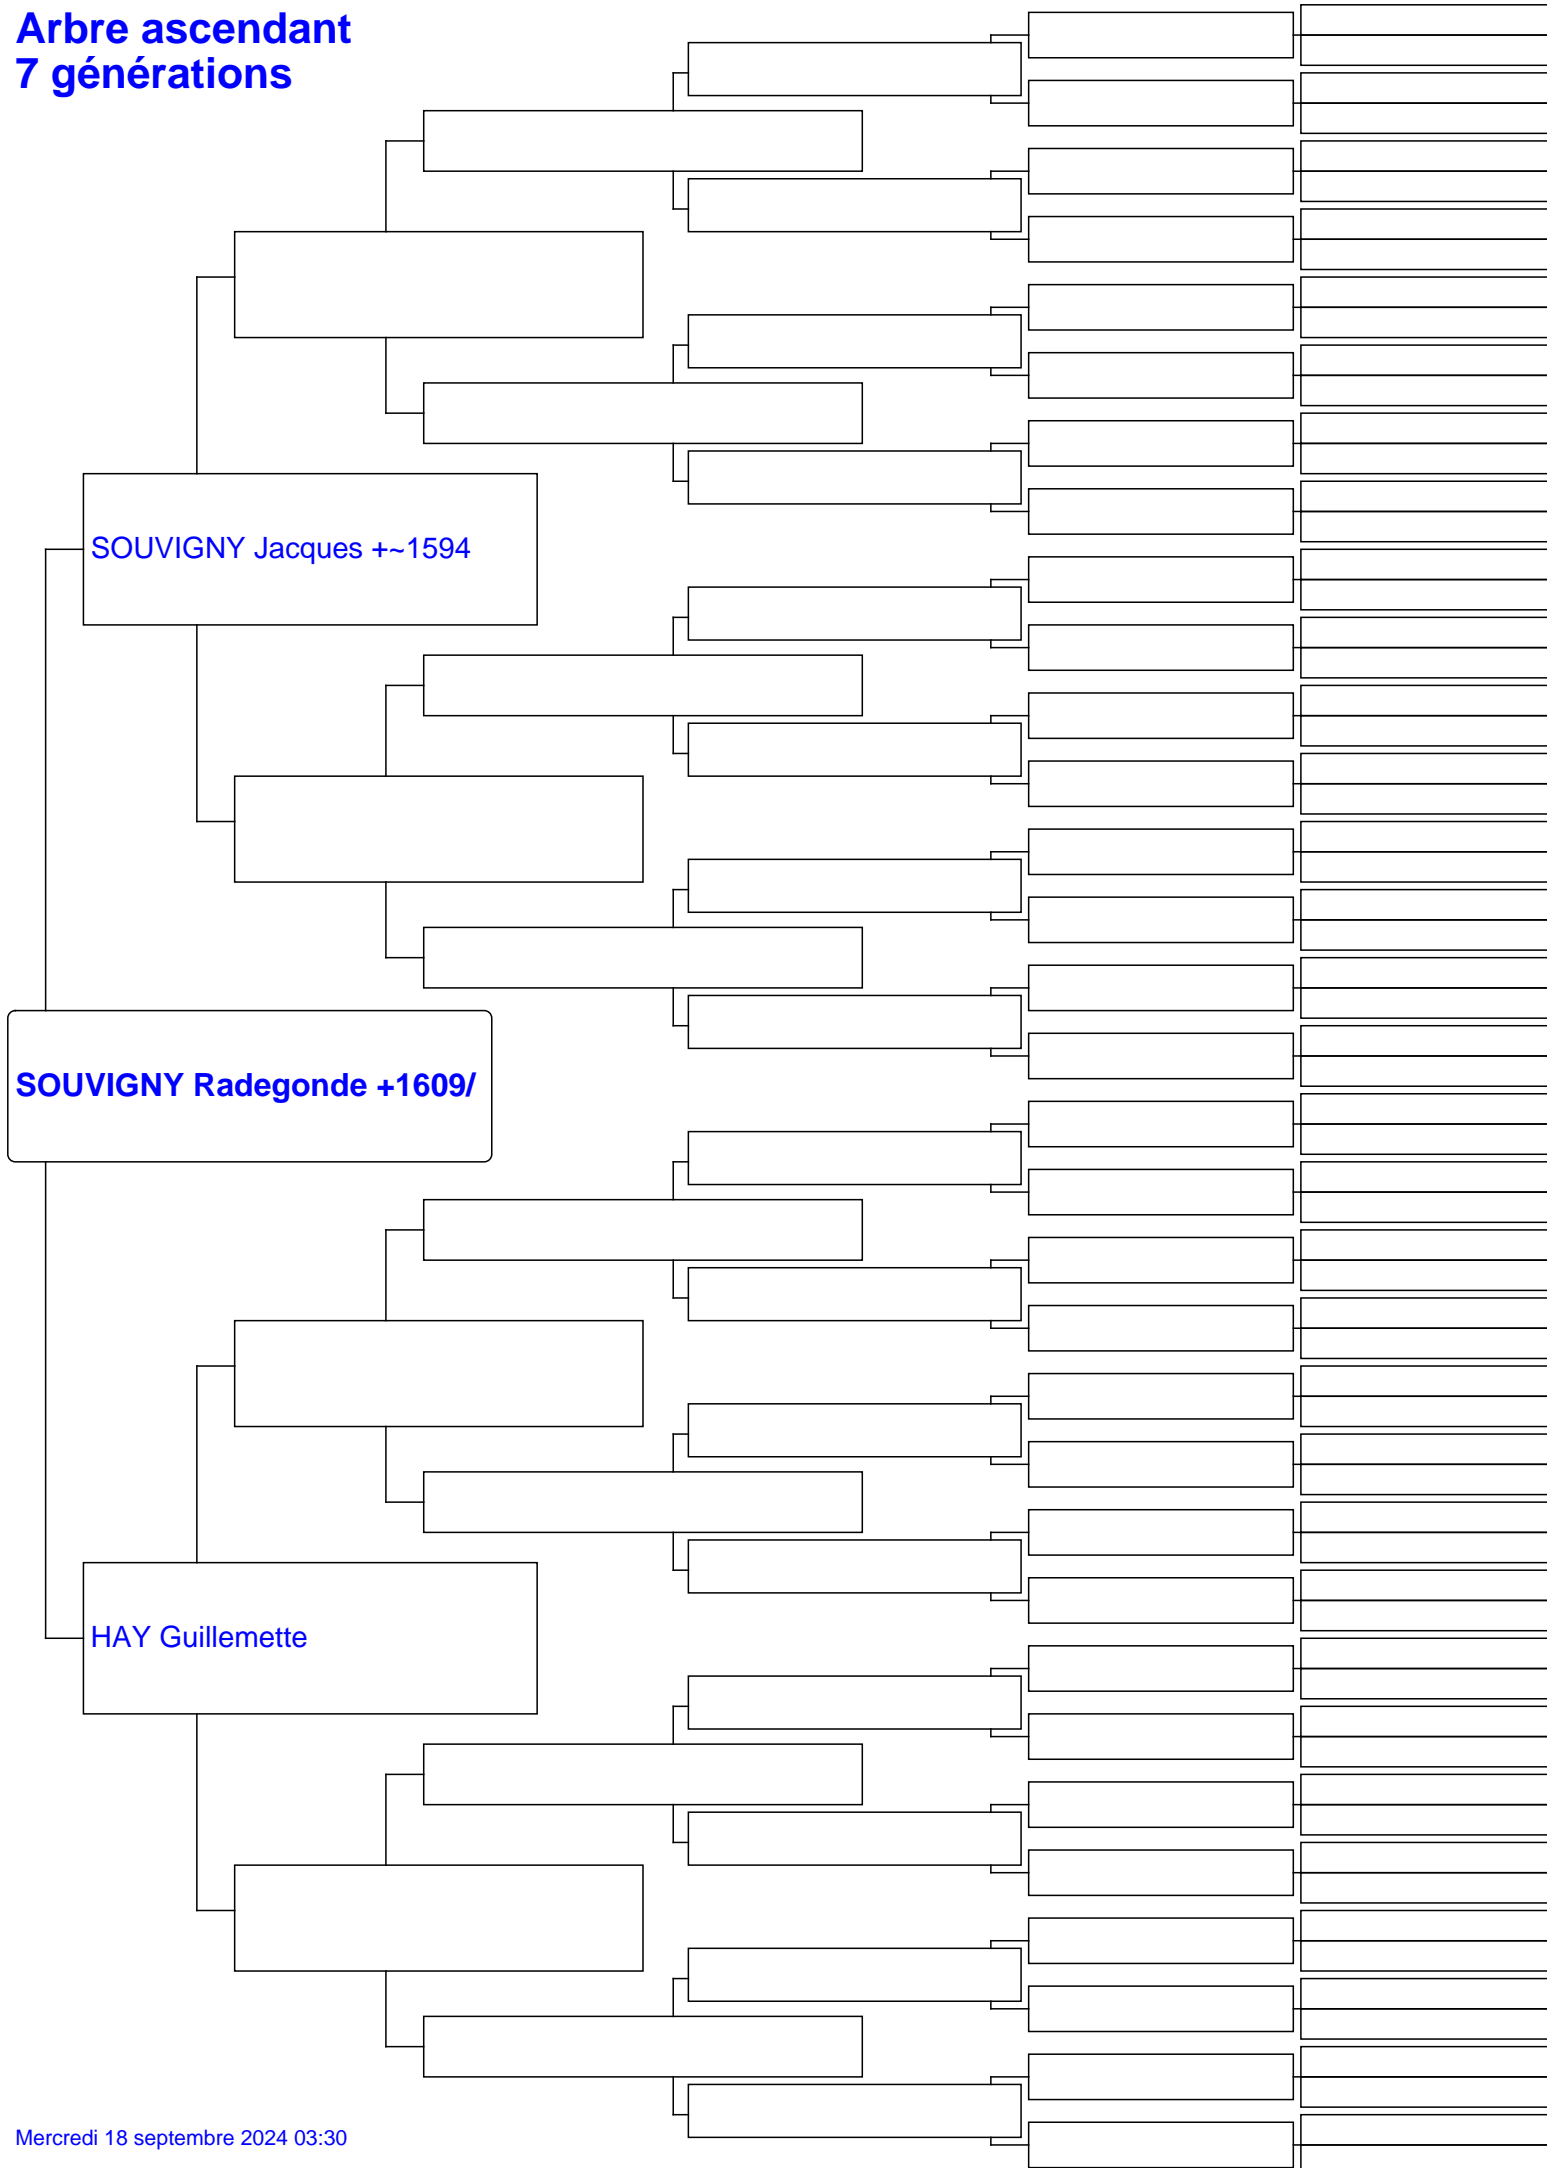 Arbre ascendant
7 générations
SOUVIGNY Jacques +~1594
SOUVIGNY Radegonde +1609/
HAY Guillemette
Mercredi 18 septembre 2024 03:30